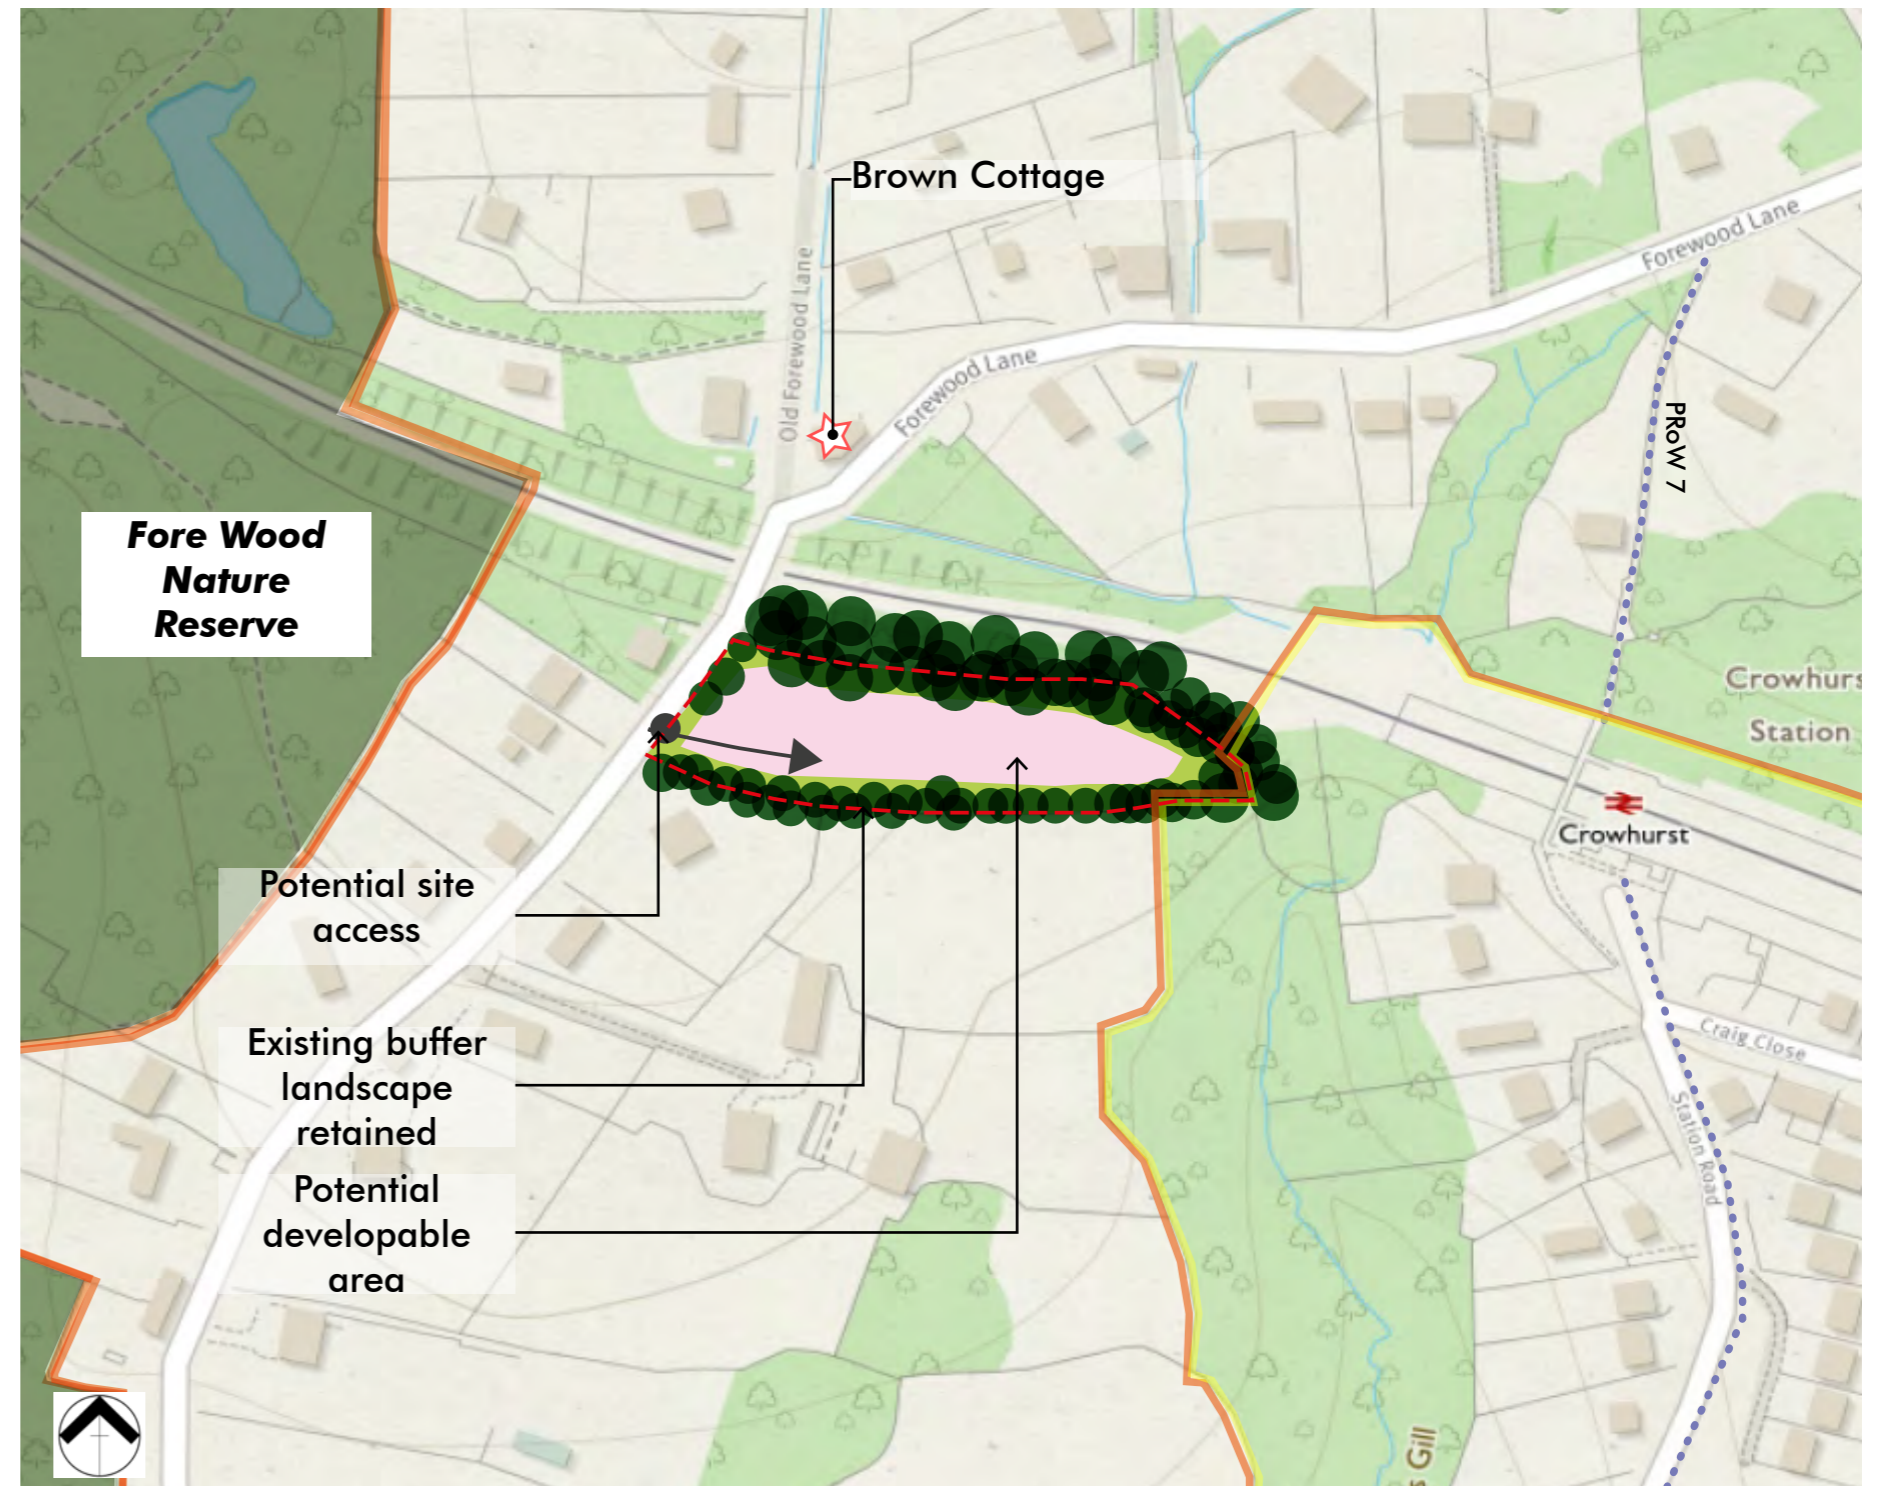 Brown Cottage
Forewood Lane
Old Forewood Lane
Forewood Lane
PRoW 7
Fore Wood
Nature
Reserve
Crowhurs
Station
Crowhurst
Potential site
access
Existing buffer
landscape
retained
Potential
developable
area
Craig Close
Station Road
s Gill